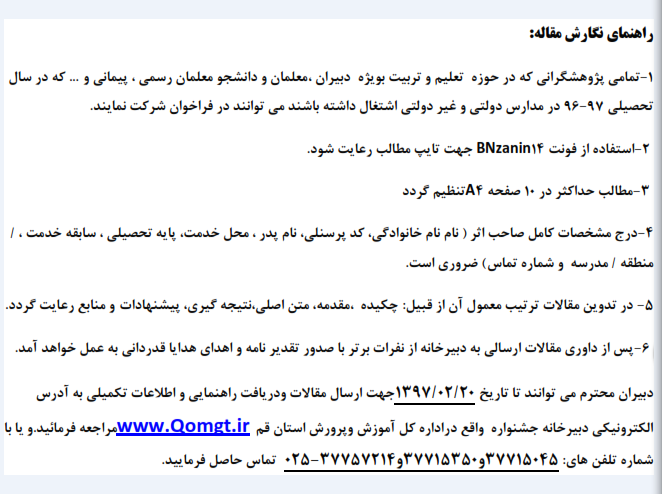 راهنمای نگارش مقاله:
۱-تمامی پژوهشگرانی که در حوزه تعلیم و تربیت بویژه دبیران ،معلمان و دانشجو معلمان رسمی ، پیمانی و ... که در سال
تحصیلی ۹۷-۹۶ در مدارس دولتی و غیر دولتی اشتغال داشته باشند می توانند در فراخوان شرکت نمایند.
۲-استفاده از فونت BNzanin۱۴ جهت تایپ مطالب رعایت شود.
۳-مطالب حداکثر در ۱۰ صفحه A۴تنظیم گردد
۴-درج مشخصات کامل صاحب اثر ( نام نام خانوادگی، کد پرسنلی، نام پدر ، محل خدمت، پایه تحصیلی ، سابقه خدمت ، /
منطقه / مدرسه و شماره تماس) ضروری است.
۵- در تدوین مقالات ترتیب معمول آن از قبیل: چکیده ،مقدمه، متن اصلی،نتیجه گیری، پیشنهادات و منابع رعایت گردد.
۶-پس از داوری مقالات ارسالی به دبیرخانه از نفرات برتر با صدور تقدیر نامه و اهدای هدایا قدردانی به عمل خواهد آمد.
دبیران محترم می توانند تا تاریخ ۱۳۹۷/۰۲/۲۰جهت ارسال مقالات ودریافت راهنمایی و اطلاعات تکمیلی به آدرس
الکترونیکی دبیرخانه جشنواره واقع دراداره کل آموزش وپرورش استان قم www.Qomgt.irمراجعه فرمائید.و یا با
شماره تلفن های: ۳۷۷۱۵۰۴۵و۳۷۷۱۵۳۵۰و۳۷۷۵۷۲۱۴-۰۲۵ تماس حاصل فرمایید.